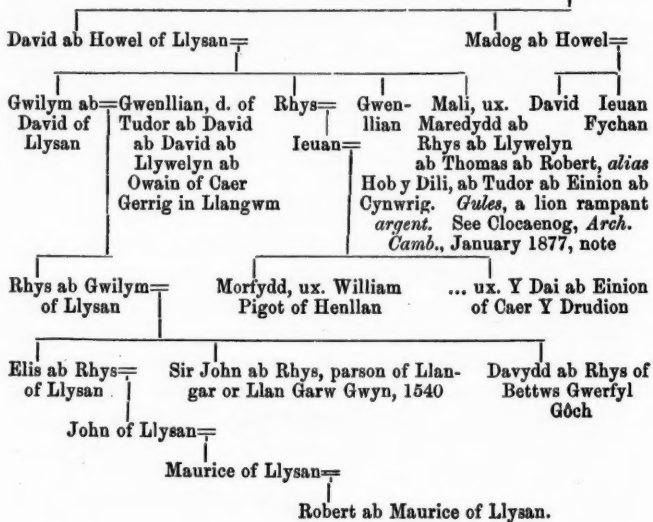 David ab Howel of Llysan= Madog ab Howel=
Gwilym ab=Gwenllian, d. of Rhys= Gwen- Mali, ux. David Ieuan
David of Tudor ab David llian Maredydd ab Fychan
Llysan ab David ab Ieuan= Rhys ab Llywelyn
Llywelyn ab ab Thomas ab Robert, alias
Owain of Caer Hob y Dili, ab Tudor ab Einion ab
Gerrig in Llangwm Cynwrig. Gules, a lion rampant
argent. See Clocaenog, Arch.
Camb., January 1877, note
Rhys ab Gwilym= Morfydd, ux. William ... ux. Y Dai ab Einion
of Llysan Pigot of Henllan of Caer Y Drudion
Elis ab Rhys Sir John ab Rhys, parson of Llan- Davydd ab Rhys of
of Llysan= gar or Llan Garw Gwyn, 1540 Bettws Gwerfyl
Gôch
John of Llysan=
Maurice of Llysan=
Robert ab Maurice of Llysan.